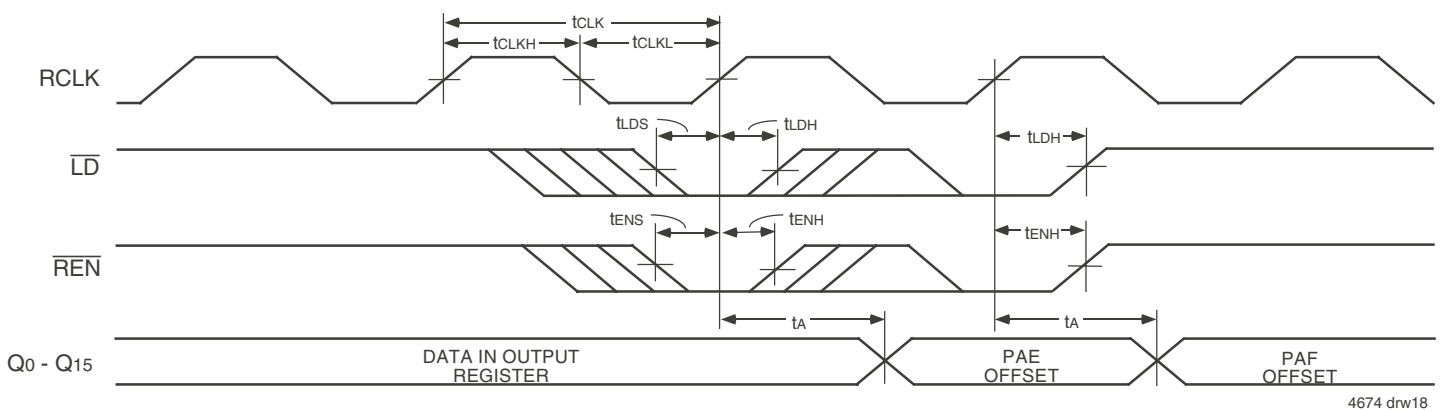 tCLK
tCLKH
tCLKL
RCLK
tLDS
tLDH
tLDH
LD
tENS
tENH
tENH
REN
tA
tA
Q0 - Q15
DATA IN OUTPUT
REGISTER
PAE
OFFSET
PAF
OFFSET
4674 drw18